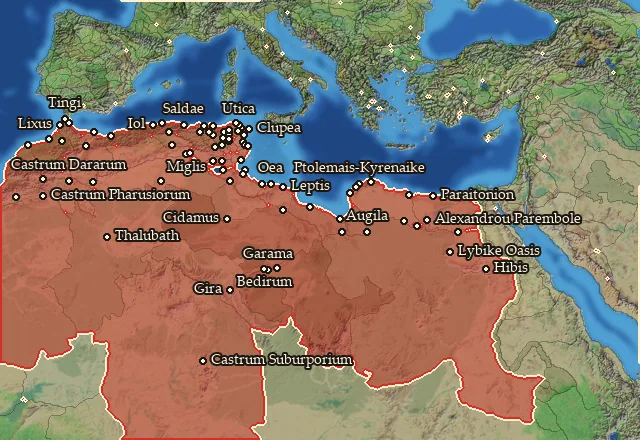 Tingi
Saldae
Utica
Lixus
Iol
Clupea
Castrum Dararum
Miglis
Oea
Ptolemais-Kyrenaike
Castrum Pharusiorum
Leptis
Paraitonion
Cidamus
Augila
Alexandrou Parembole
Thalubath
Garama
Lybike Oasis
Gira
Bedirum
Hibis
Castrum Suburporium